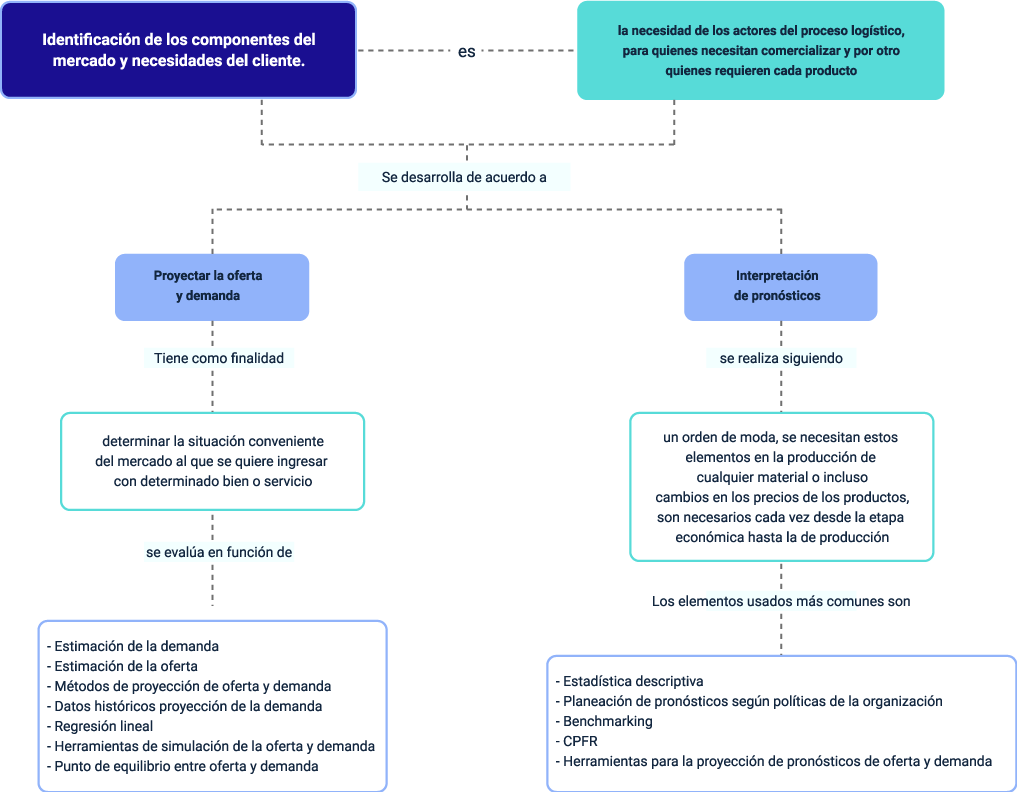 Identificación de los componentes del
mercado y necesidades del cliente.
es
la necesidad de los actores del proceso logístico,
para quienes necesitan comercializar y por otro
quienes requieren cada producto
Se desarrolla de acuerdo a
Proyectar la oferta
y demanda
Tiene como finalidad
determinar la situación conveniente
del mercado al que se quiere ingresar
con determinado bien o servicio
se evalúa en función de
- Estimación de la demanda
- Estimación de la oferta
- Métodos de proyección de oferta y demanda
- Datos históricos proyección de la demanda
- Regresión lineal
- Herramientas de simulación de la oferta y demanda
- Punto de equilibrio entre oferta y demanda
Interpretación
de pronósticos
se realiza siguiendo
un orden de moda, se necesitan estos
elementos en la producción de
cualquier material o incluso
cambios en los precios de los productos,
son necesarios cada vez desde la etapa
económica hasta la de producción
Los elementos usados más comunes son
- Estadística descriptiva
- Planeación de pronósticos según políticas de la organización
- Benchmarking
- CPFR
- Herramientas para la proyección de pronósticos de oferta y demanda